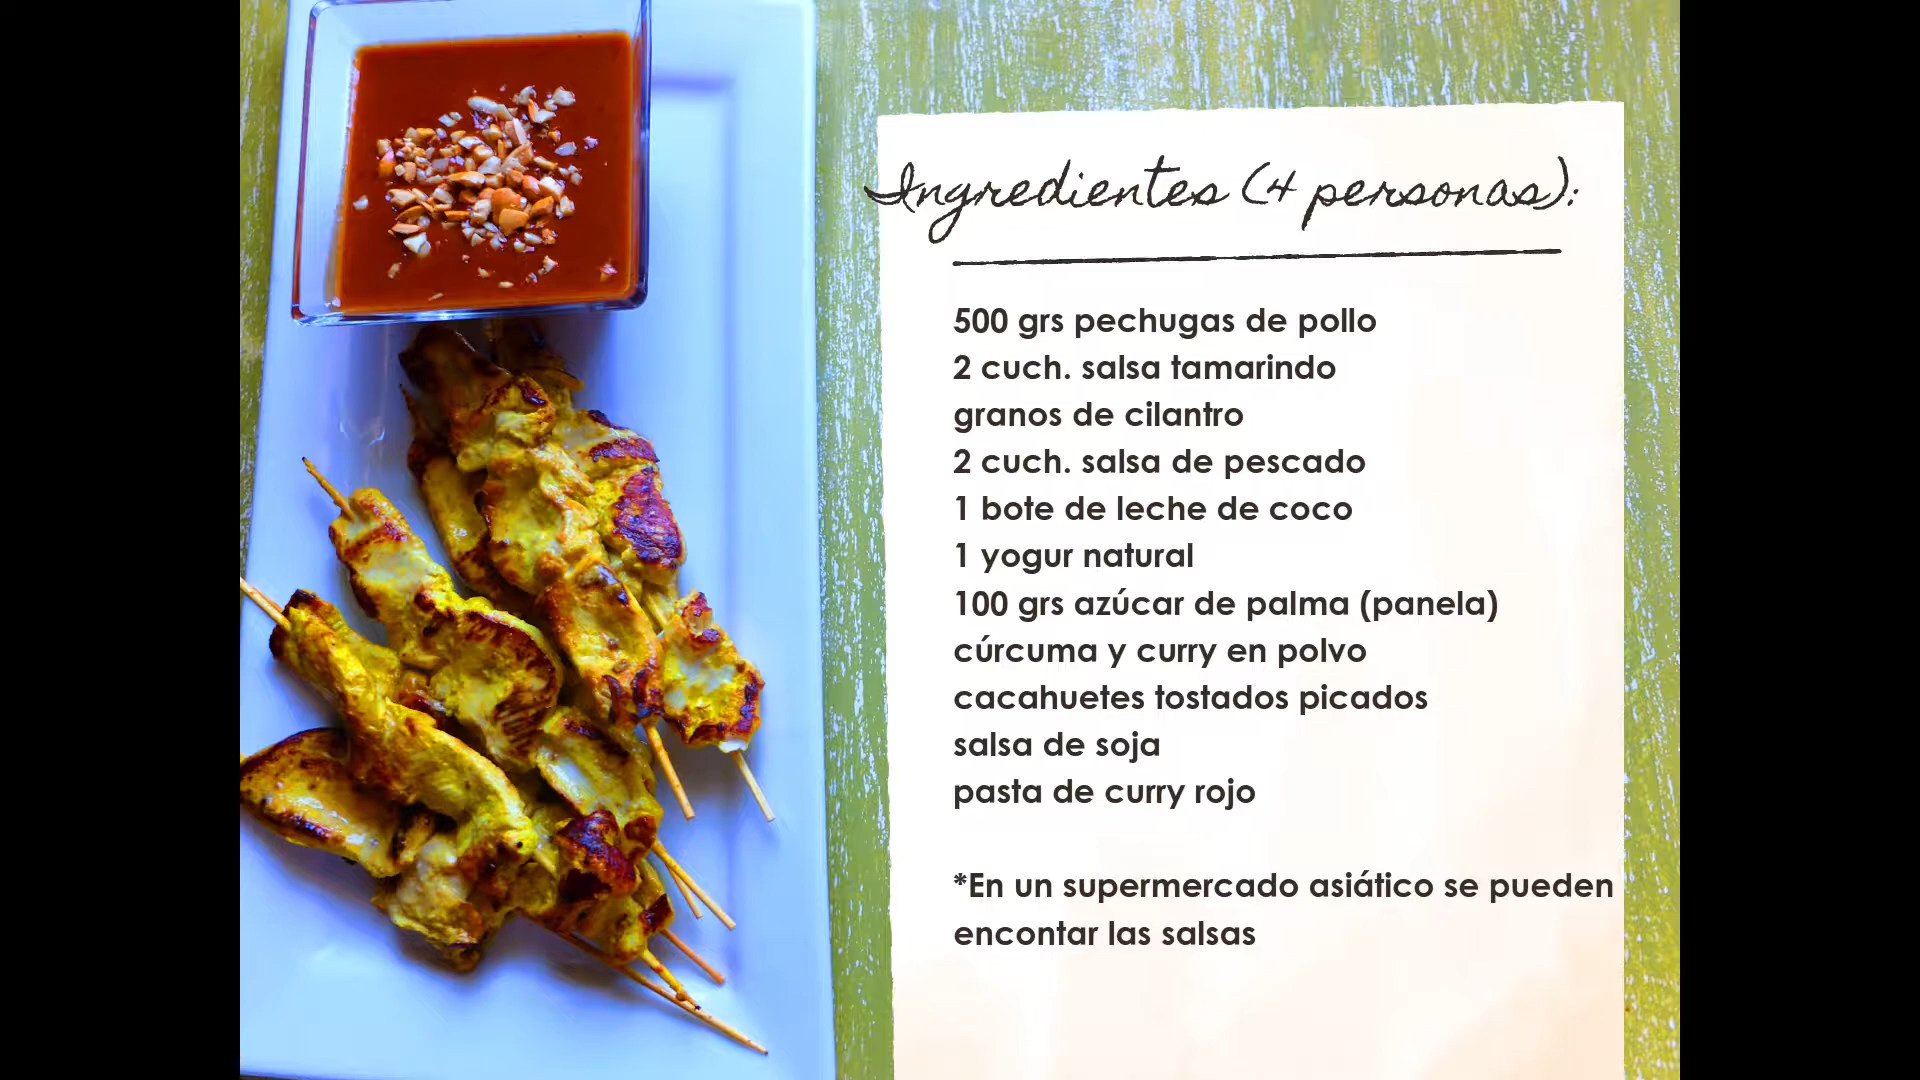 Ingredientes (4 personas):
500 grs pechugas de pollo
2 cuch. salsa tamarindo
granos de cilantro
2 cuch. salsa de pescado
1 bote de leche de coco
1 yogur natural
100 grs azúcar de palma (panela)
cúrcuma y curry en polvo
cacahuetes tostados picados
salsa de soja
pasta de curry rojo
*En un supermercado asiático se pueden
encontar las salsas